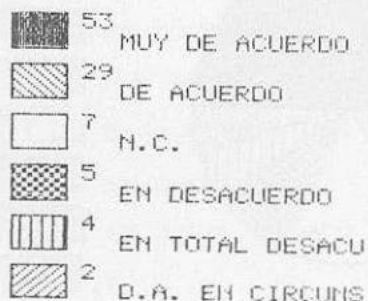 53
MUY DE ACUERDO
29
DE ACUERDO
7
N.C.
5
EN DESACUERDO
4
EN TOTAL DESACU
2
D.A. EN CIRCUNS